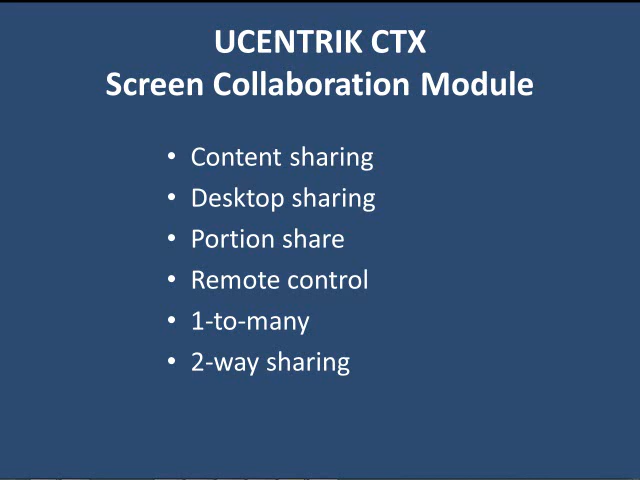 UCENTRIK CTX
Screen Collaboration Module
• Content sharing
• Desktop sharing
• Portion share
• Remote control
• 1-to-many
• 2-way sharing